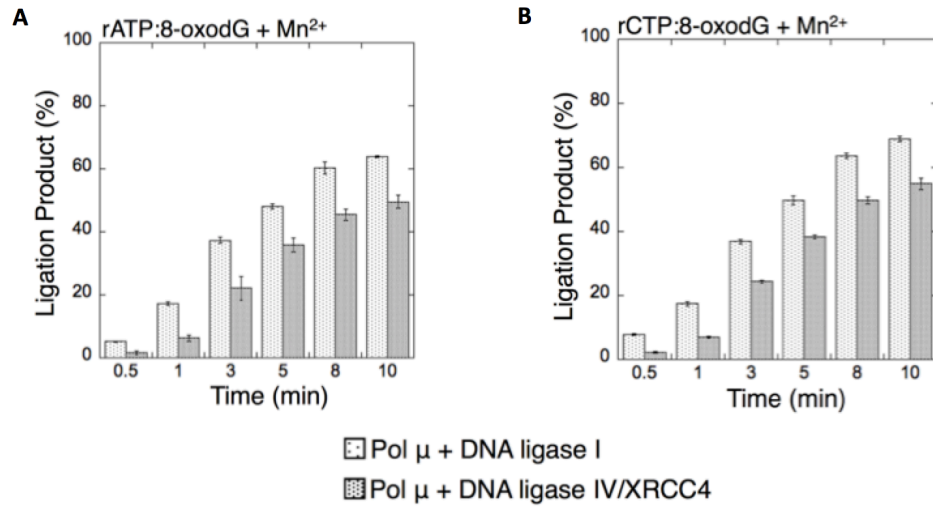 A
rATP:8-oxodG + Mn²⁺
100
80
60
40
20
0
Ligation Product (%)
0.5 1 3 5 8 10
Time (min)
B
rCTP:8-oxodG + Mn²⁺
100
80
60
40
20
0
Ligation Product (%)
0.5 1 3 5 8 10
Time (min)
Pol μ + DNA ligase I
Pol μ + DNA ligase IV/XRCC4